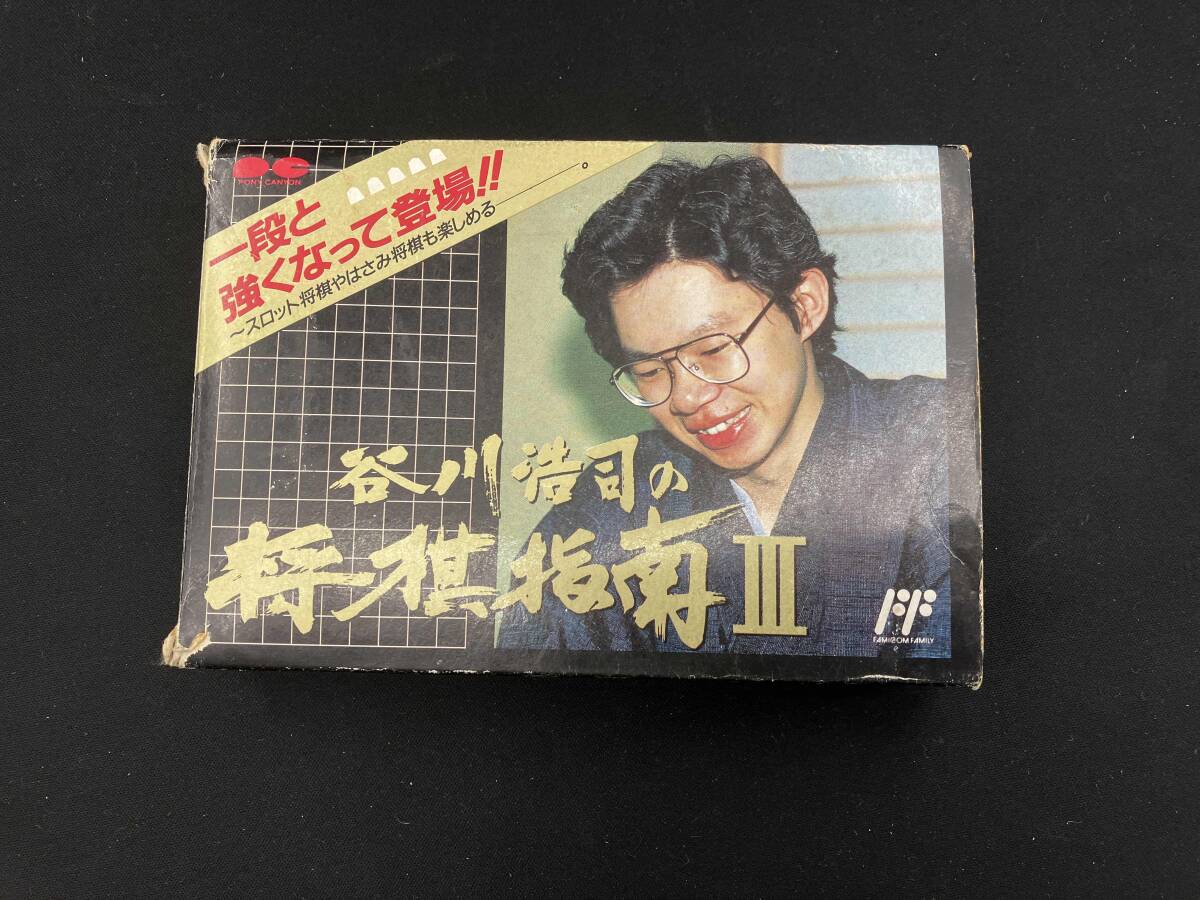 PONY CANYON
一段と
強くなって登場!!
〜スロット将棋やはさみ将棋も楽しめる――。
谷川浩司の
将棋指南III
FAMICOM FAMILY